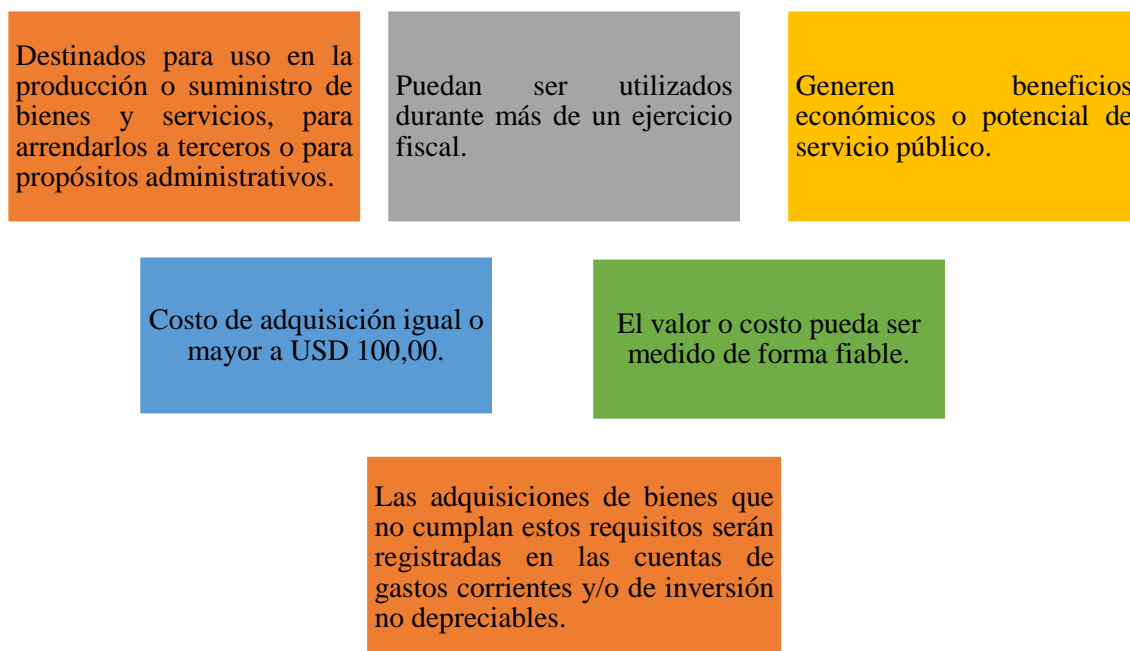 Destinados para uso en la
producción o suministro de
bienes y servicios, para
arrendarlos a terceros o para
propósitos administrativos.
Puedan ser utilizados
durante más de un ejercicio
fiscal.
Generen beneficios
económicos o potencial de
servicio público.
Costo de adquisición igual o
mayor a USD 100,00.
El valor o costo pueda ser
medido de forma fiable.
Las adquisiciones de bienes que
no cumplan estos requisitos serán
registradas en las cuentas de
gastos corrientes y/o de inversión
no depreciables.